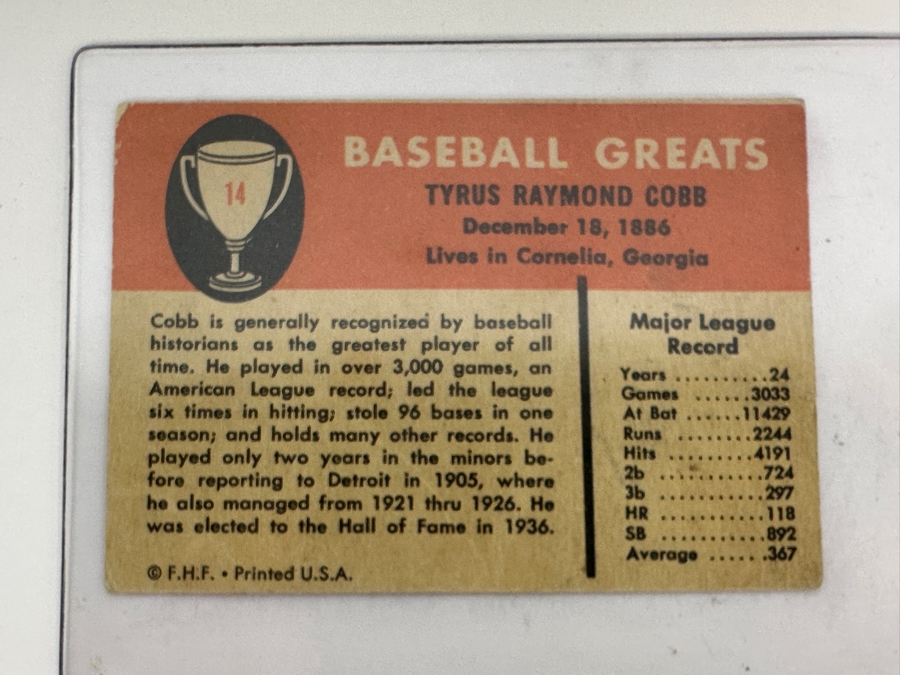 14
BASEBALL GREATS
TYRUS RAYMOND COBB
December 18, 1886
Lives in Cornelia, Georgia
Cobb is generally recognized by baseball
historians as the greatest player of all
time. He played in over 3,000 games, an
American League record; led the league
six times in hitting; stole 96 bases in one
season; and holds many other records. He
played only two years in the minors be-
fore reporting to Detroit in 1905, where
he also managed from 1921 thru 1926. He
was elected to the Hall of Fame in 1936.
© F.H.F. • Printed U.S.A.
Major League
Record
Years ..........24
Games ......3033
At Bat ......11429
Runs ........2244
Hits ..........4191
2b ............724
3b ............297
HR ...........118
SB ............892
Average ......367